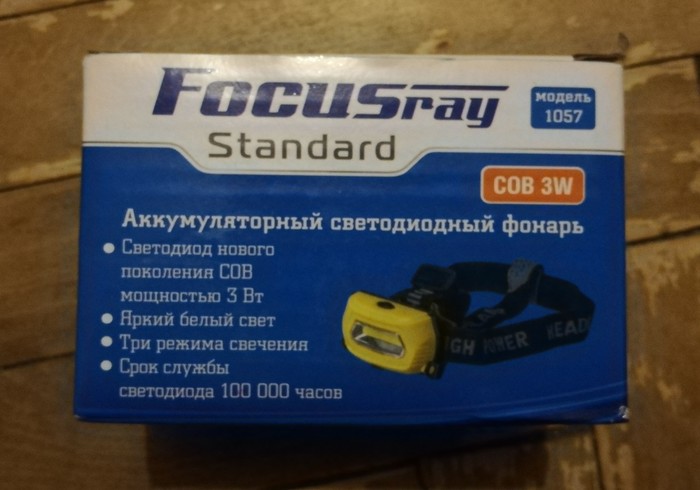 Focusray
модель
1057
Standard
COB 3W
Аккумуляторный светодиодный фонарь
Светодиод нового
поколения COB
мощностью 3 Вт
Яркий белый свет
Три режима свечения
Срок службы
светодиода 100 000 часов
POWER